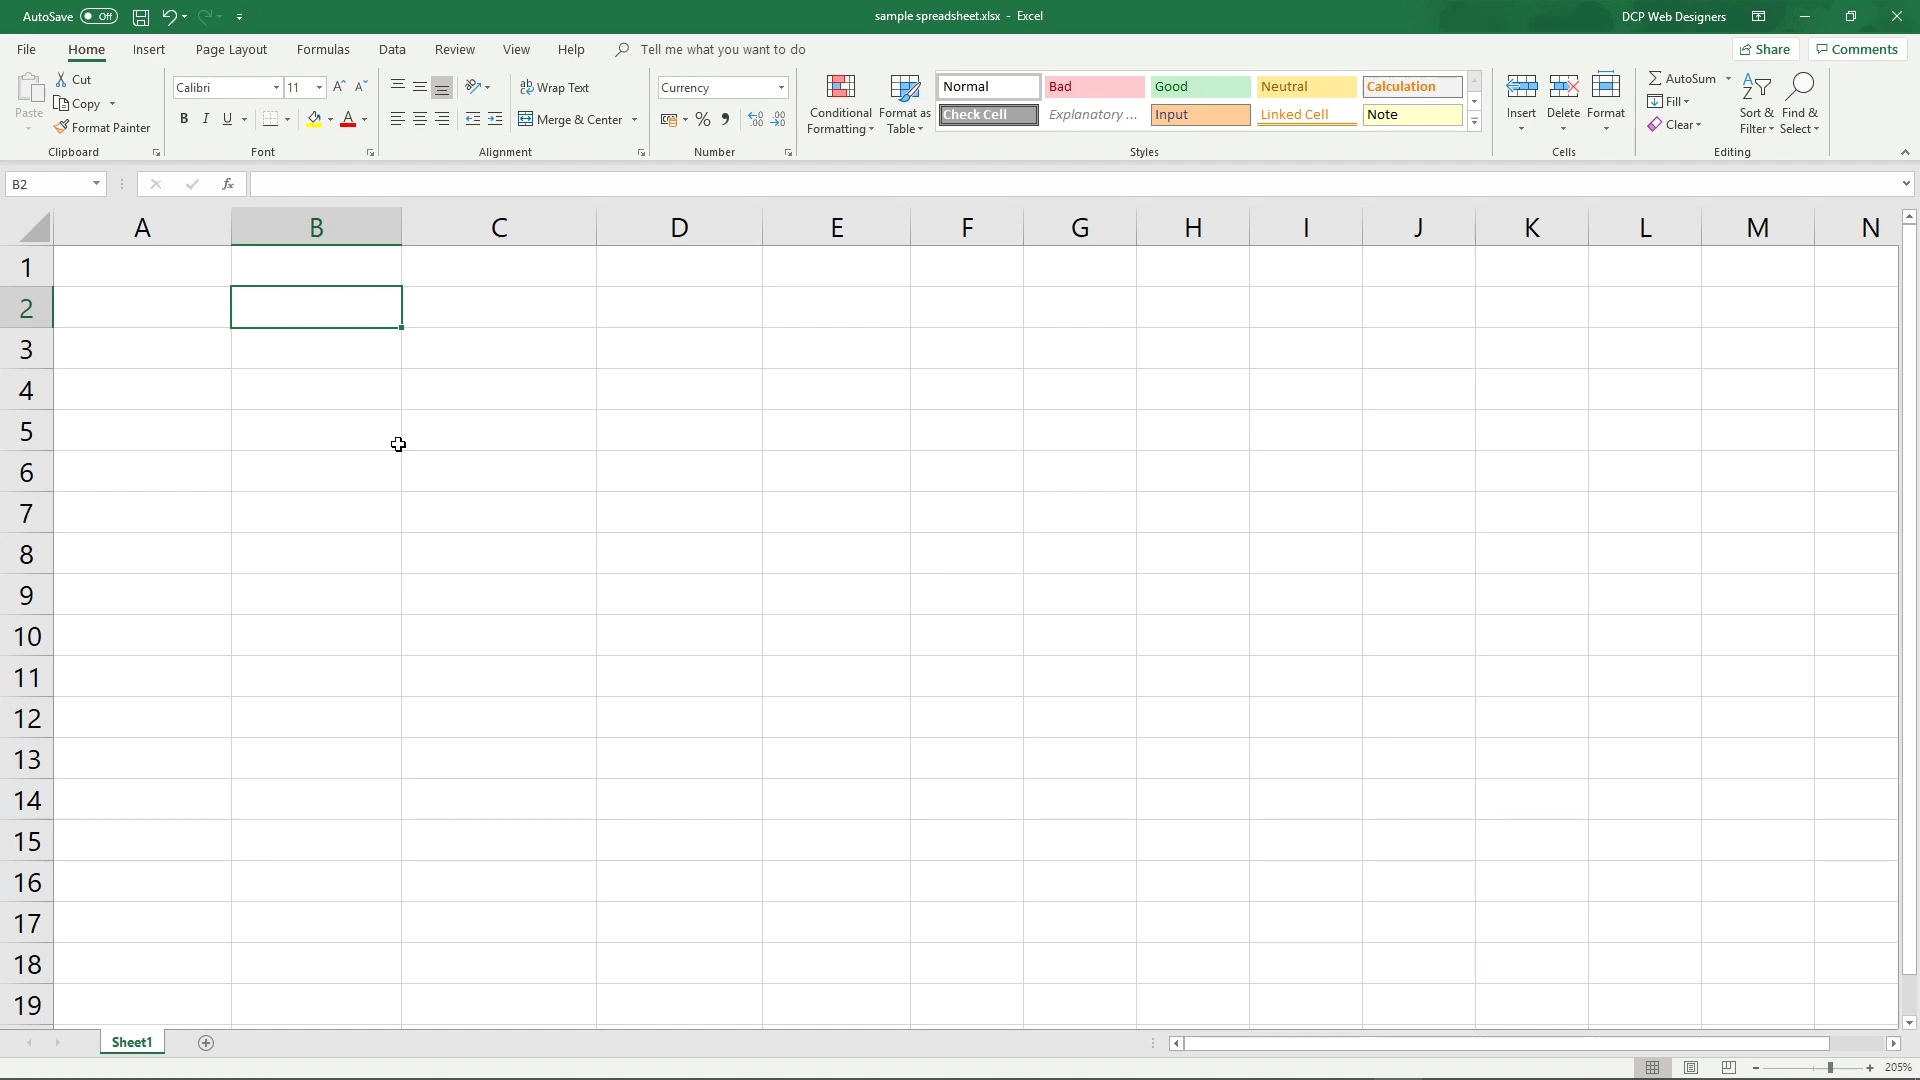 AutoSave Off sample spreadsheet.xlsx - Excel DCP Web Designers
File Home Insert Page Layout Formulas Data Review View Help Tell me what you want to do Share Comments
Paste Cut Copy Format Painter
Clipboard
Calibri 11
B I U A
Font
Wrap Text
Merge & Center
Alignment
Currency
% ,
Number
Conditional Formatting
Format as Table
Normal Bad Good Neutral Calculation
Check Cell Explanatory ... Input Linked Cell Note
Styles
Insert Delete Format
Cells
AutoSum
Fill
Clear
Sort & Filter
Find & Select
Editing
B2 fx
A B C D E F G H I J K L M N
1
2
3
4
5
6
7
8
9
10
11
12
13
14
15
16
17
18
19
Sheet1
205%